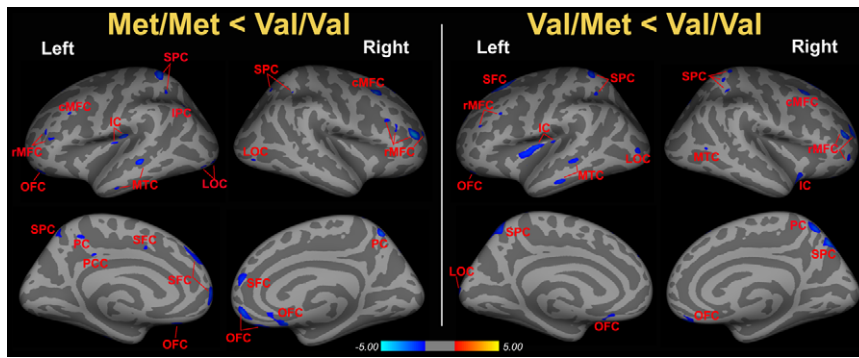 Met/Met < Val/Val
Left
Right
SPC
cMFC
IPC
IC
rMFC
OFC
MTC
LOC
SPC
cMFC
LOC
rMFC
SPC
PC
PCC
SFC
SFC
OFC
PC
SFC
OFC
OFC
Val/Met < Val/Val
Left
Right
SFC
SPC
rMFC
IC
LOC
MTC
OFC
SPC
cMFC
MTC
rMFC
IC
SPC
LOC
OFC
PC
SPC
OFC
-5.00
5.00